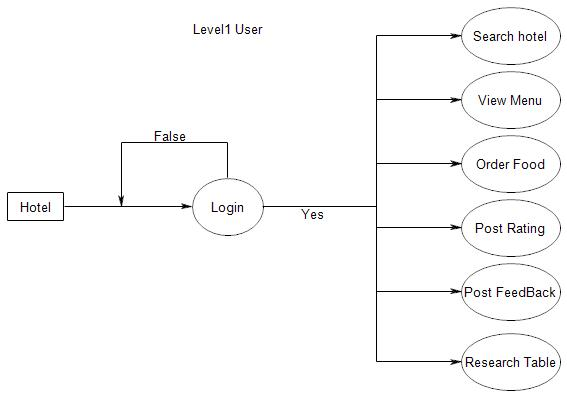 Level1 User
Search hotel
View Menu
False
Order Food
Hotel
Login
Yes
Post Rating
Post FeedBack
Research Table